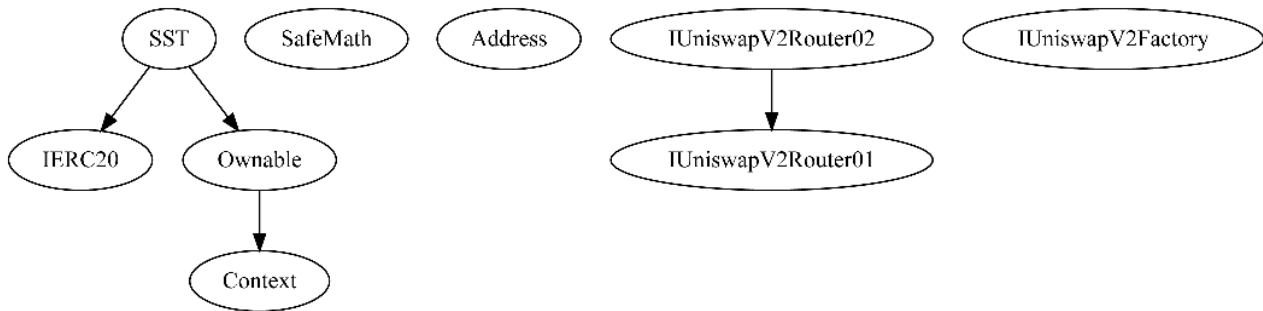 SST
SafeMath
Address
IUniswapV2Router02
IUniswapV2Factory
IERC20
Ownable
IUniswapV2Router01
Context